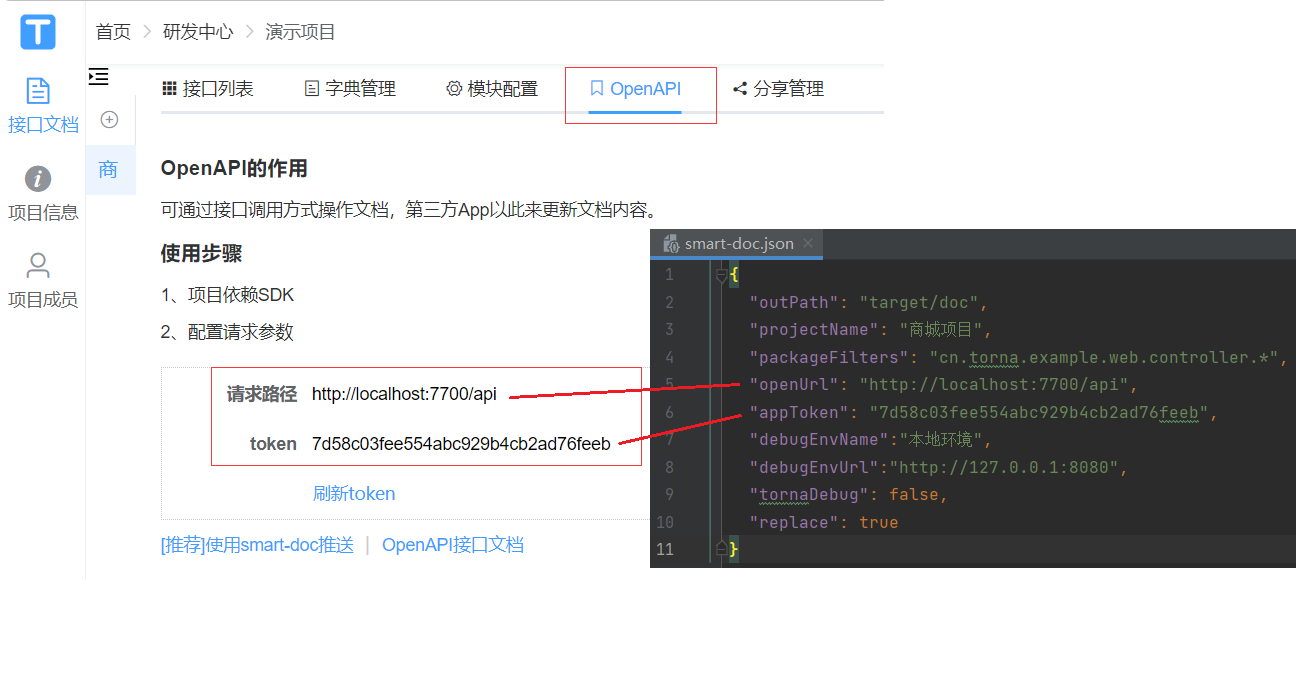 首页 > 研发中心 > 演示项目
接口列表 字典管理 模块配置 OpenAPI 分享管理
接口文档
商
项目信息
项目成员
OpenAPI的作用
可通过接口调用方式操作文档，第三方App以此来更新文档内容。
使用步骤
1、项目依赖SDK
2、配置请求参数
请求路径 http://localhost:7700/api
token 7d58c03fee554abc929b4cb2ad76feeb
刷新token
[推荐]使用smart-doc推送 | OpenAPI接口文档
smart-doc.json
1 {
2 "outPath": "target/doc",
3 "projectName": "商城项目",
4 "packageFilters": "cn.torna.example.web.controller.*",
5 "openUrl": "http://localhost:7700/api",
6 "appToken": "7d58c03fee554abc929b4cb2ad76feeb",
7 "debugEnvName":"本地环境",
8 "debugEnvUrl":"http://127.0.0.1:8080",
9 "tornaDebug": false,
10 "replace": true
11 }